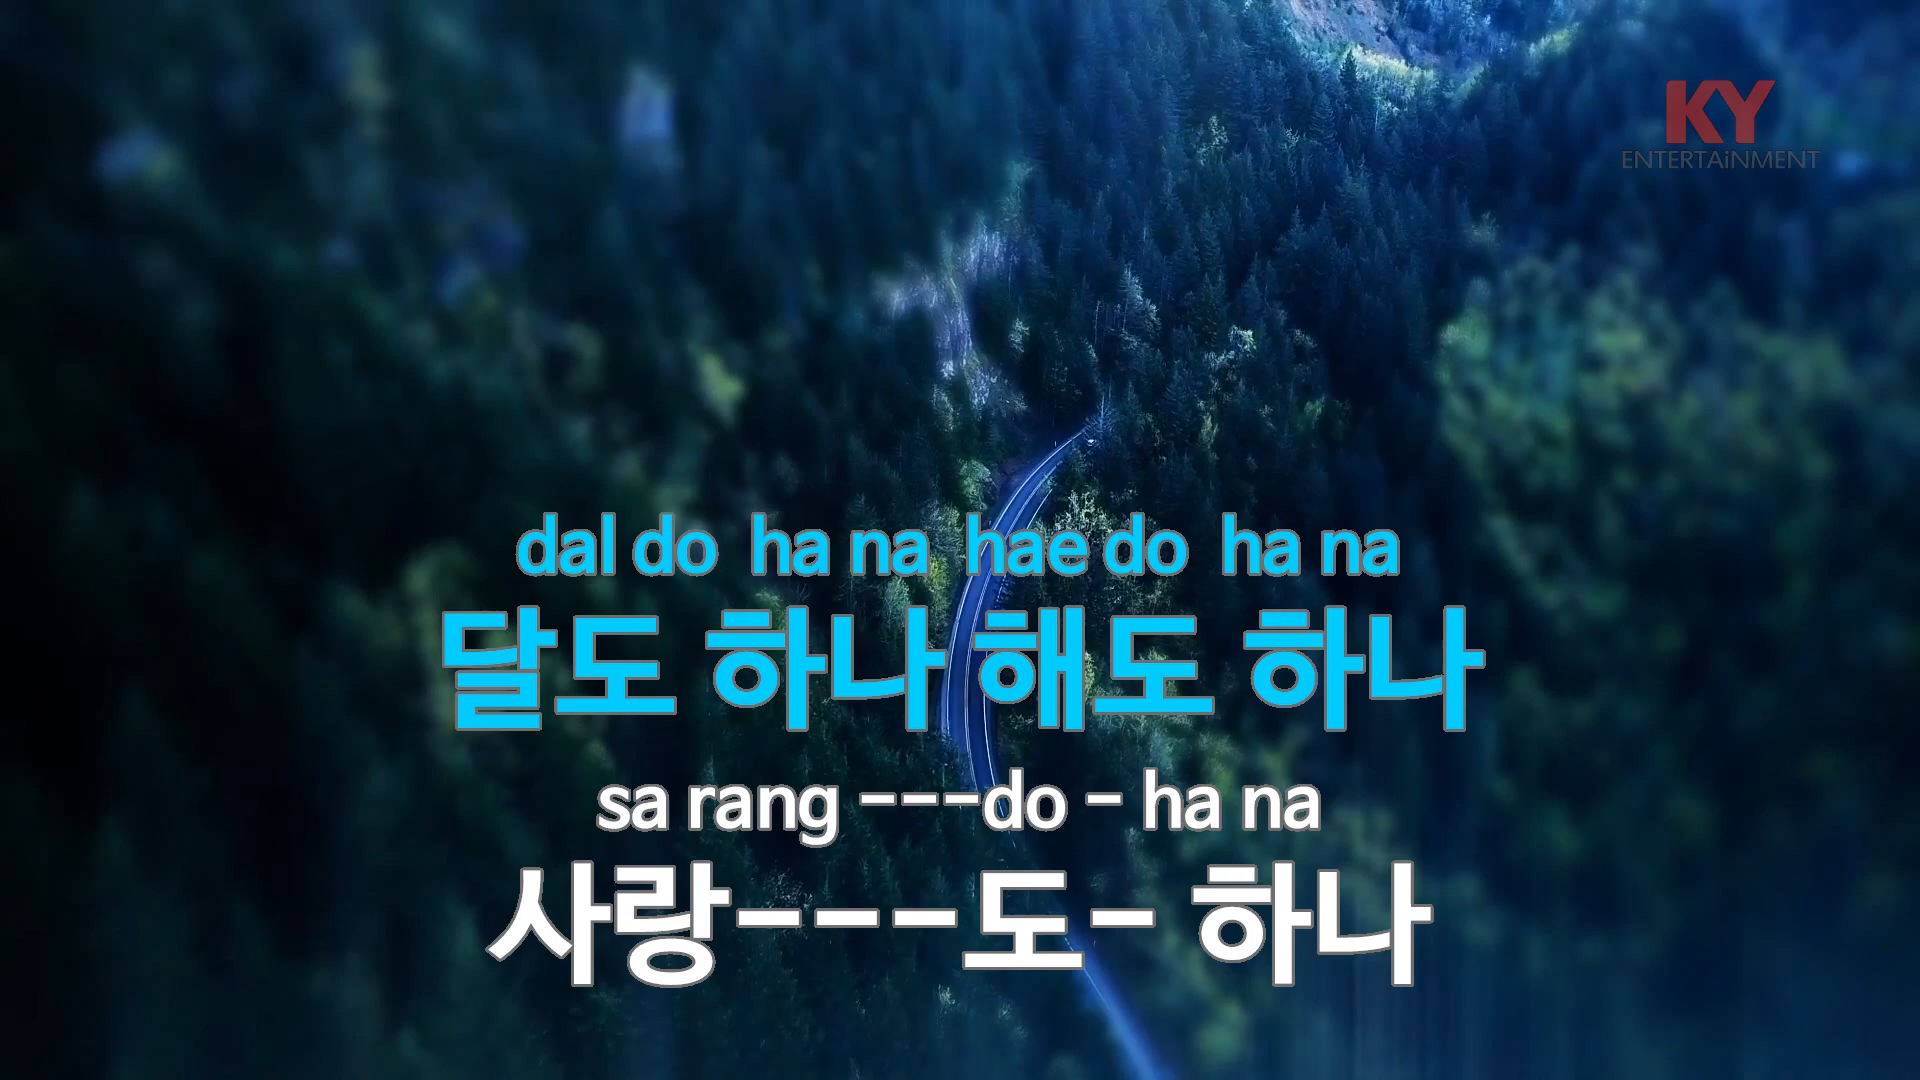 KY
ENTERTAiNMENT
dal do ha na hae do ha na
달도 하나 해도 하나
sa rang ---do - ha na
사랑---도- 하나